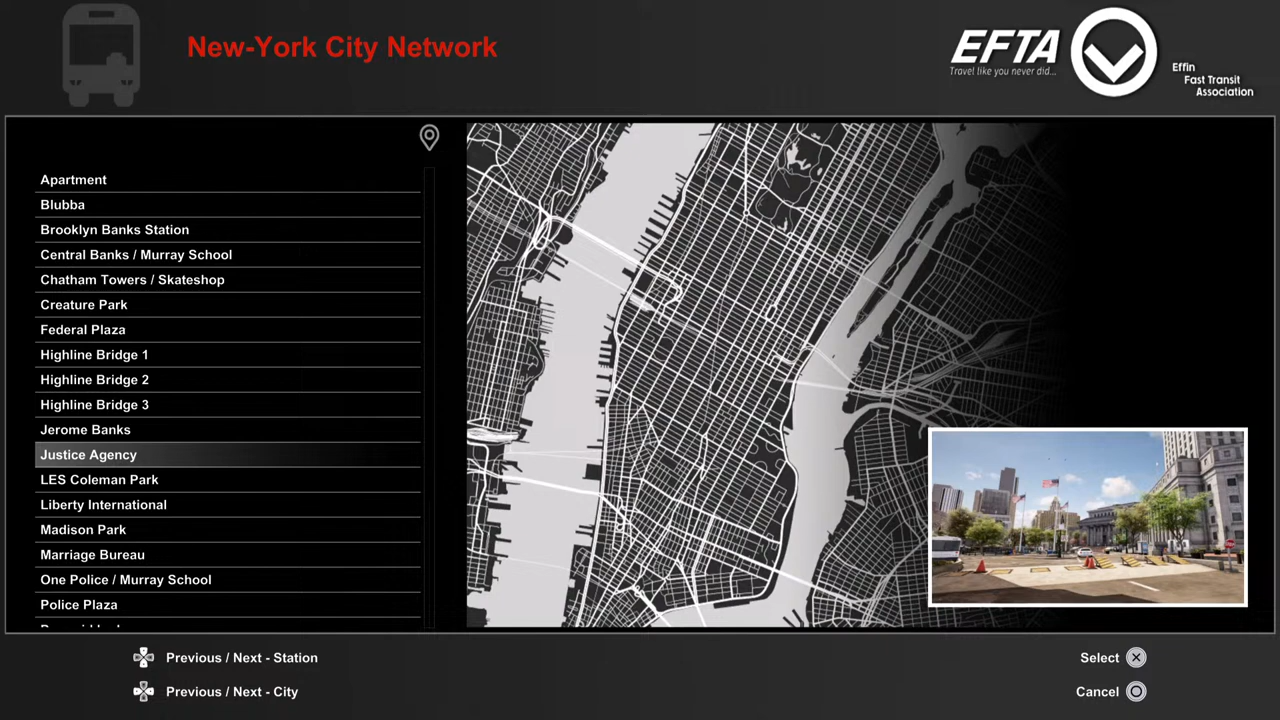 New-York City Network
EFTA
Travel like you never did...
Effin
Fast Transit
Association
Apartment
Blubba
Brooklyn Banks Station
Central Banks / Murray School
Chatham Towers / Skateshop
Creature Park
Federal Plaza
Highline Bridge 1
Highline Bridge 2
Highline Bridge 3
Jerome Banks
Justice Agency
LES Coleman Park
Liberty International
Madison Park
Marriage Bureau
One Police / Murray School
Police Plaza
Previous / Next - Station
Previous / Next - City
Select
Cancel